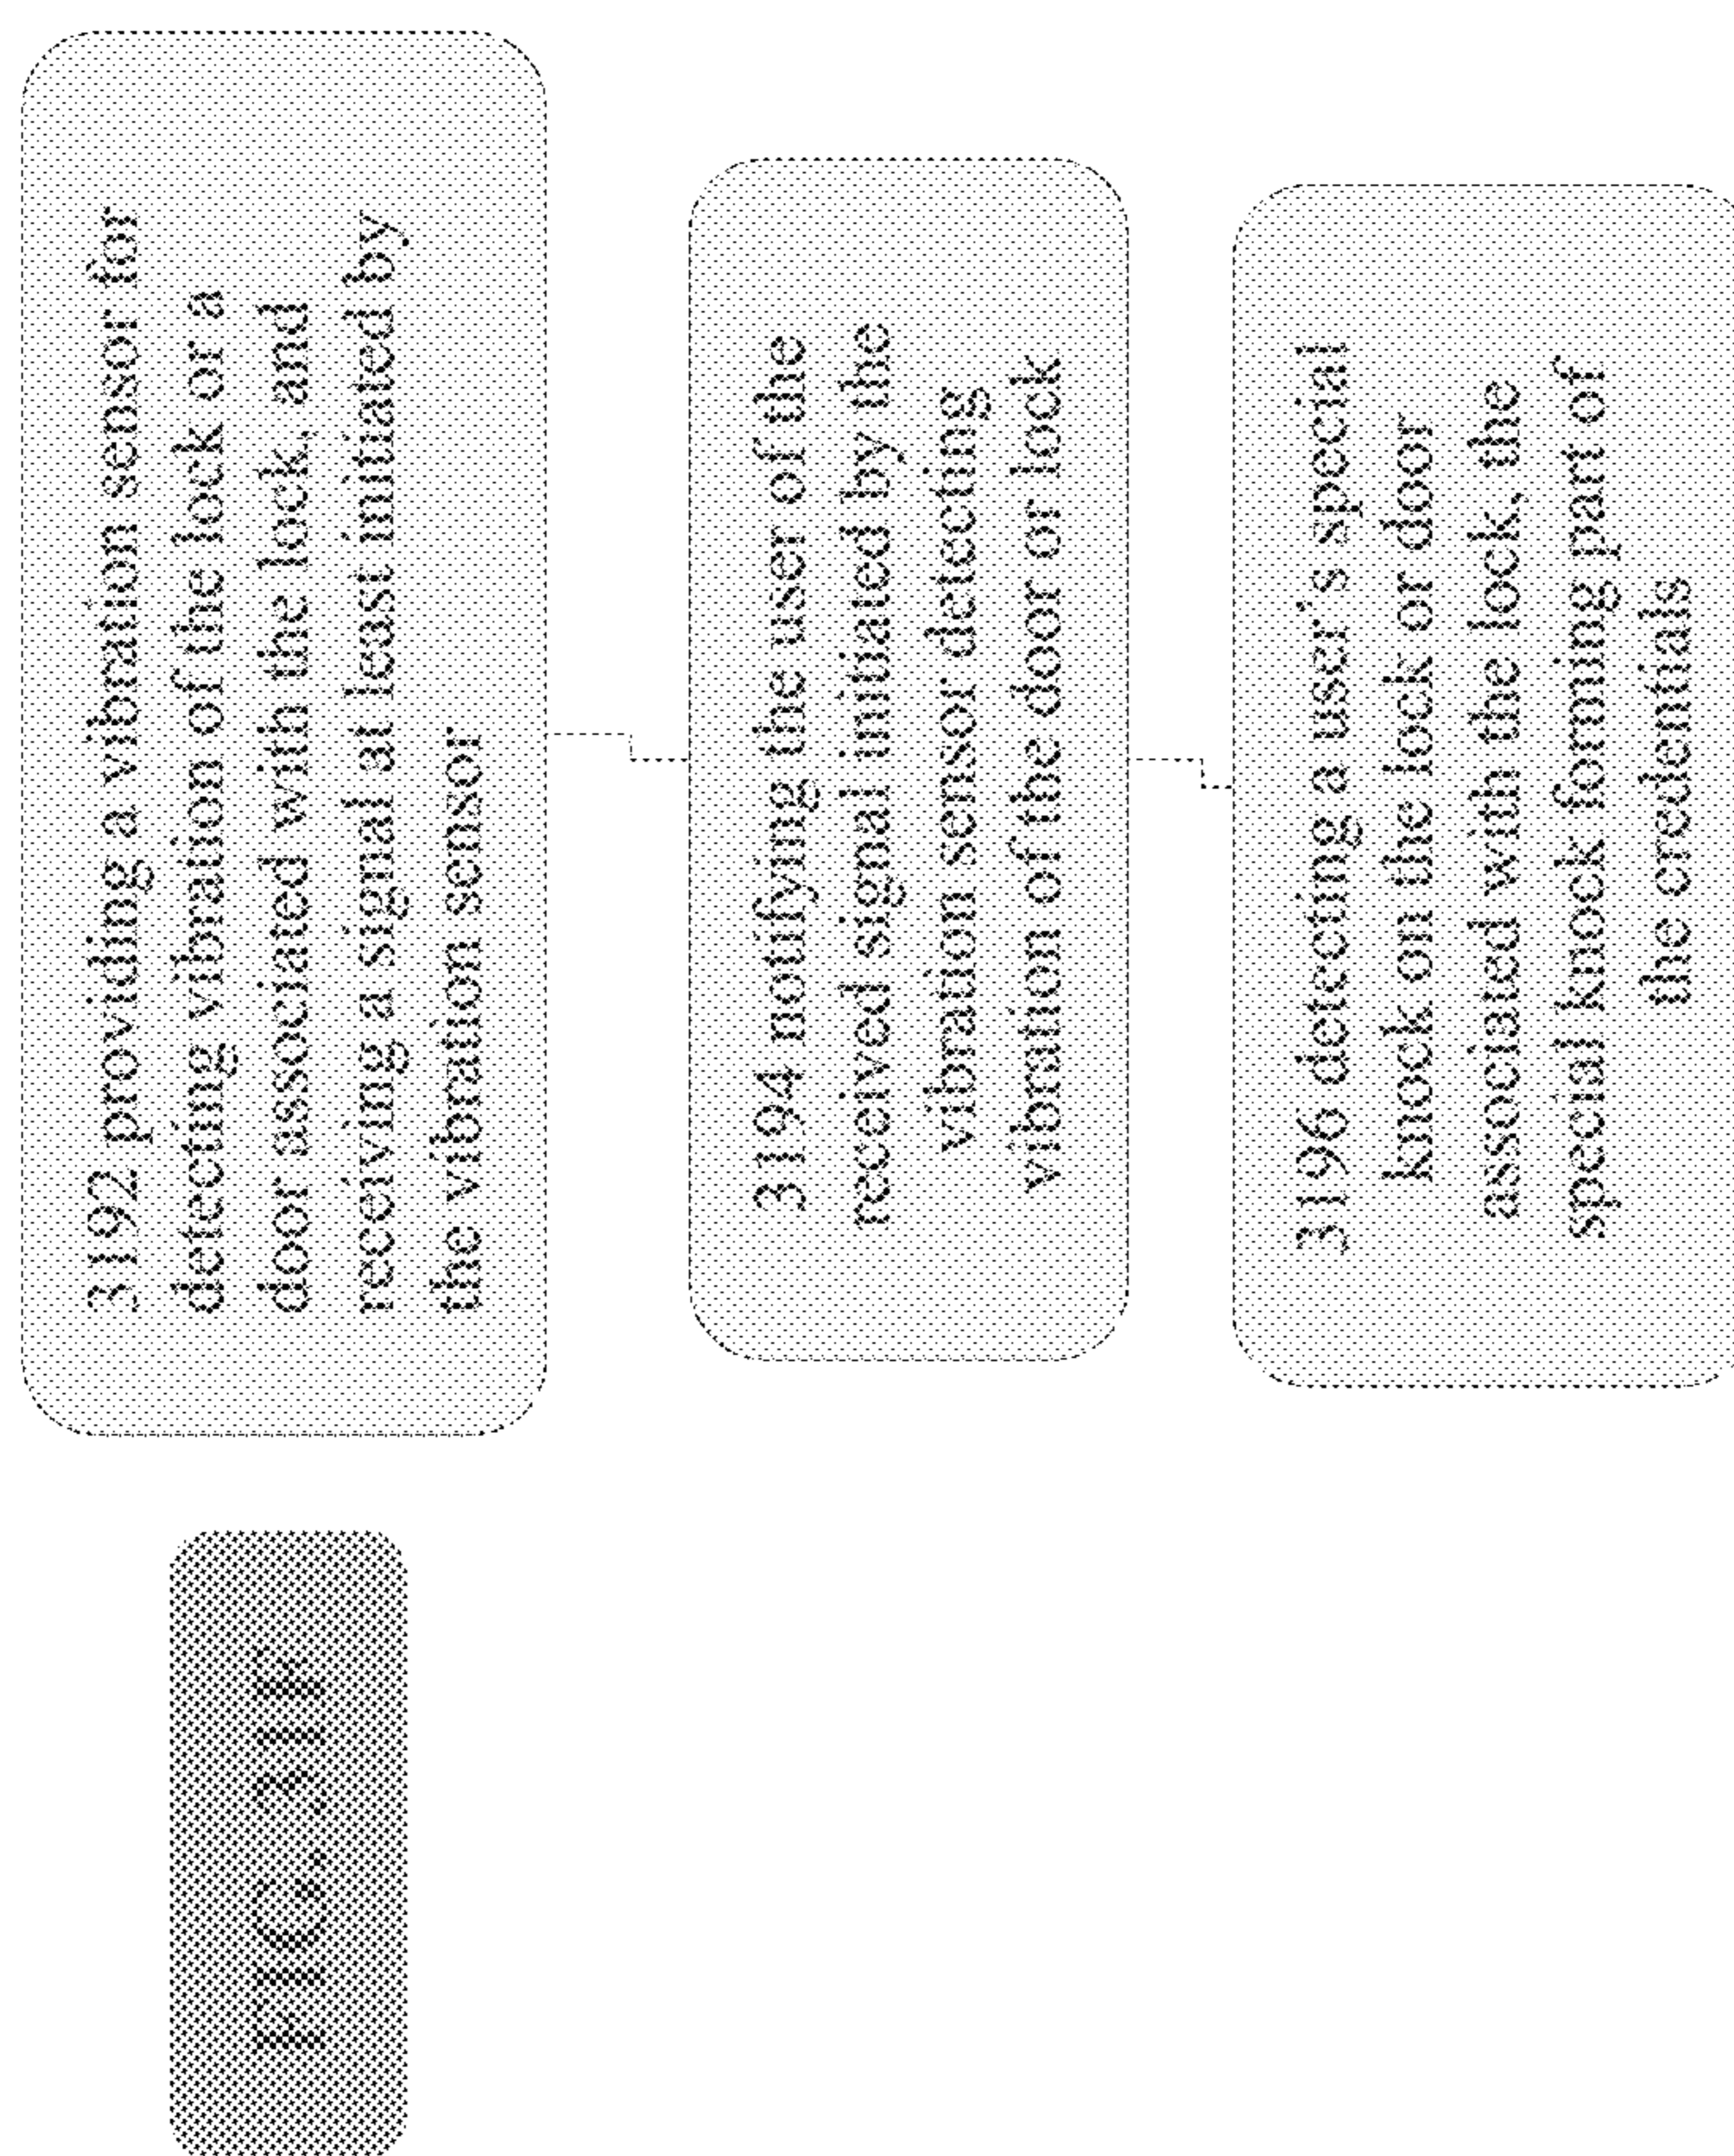 3192 providing a vibration sensor for
detecting vibration of the lock or a
door associated with the lock, and
receiving a signal at least initiated by
the vibration sensor
3194 notifying the user of the
received signal initiated by the
vibration sensor detecting
vibration of the door or lock
3196 detecting a user's special
knock on the lock or door
associated with the lock, the
special knock forming part of
the credentials
FIG. XIF